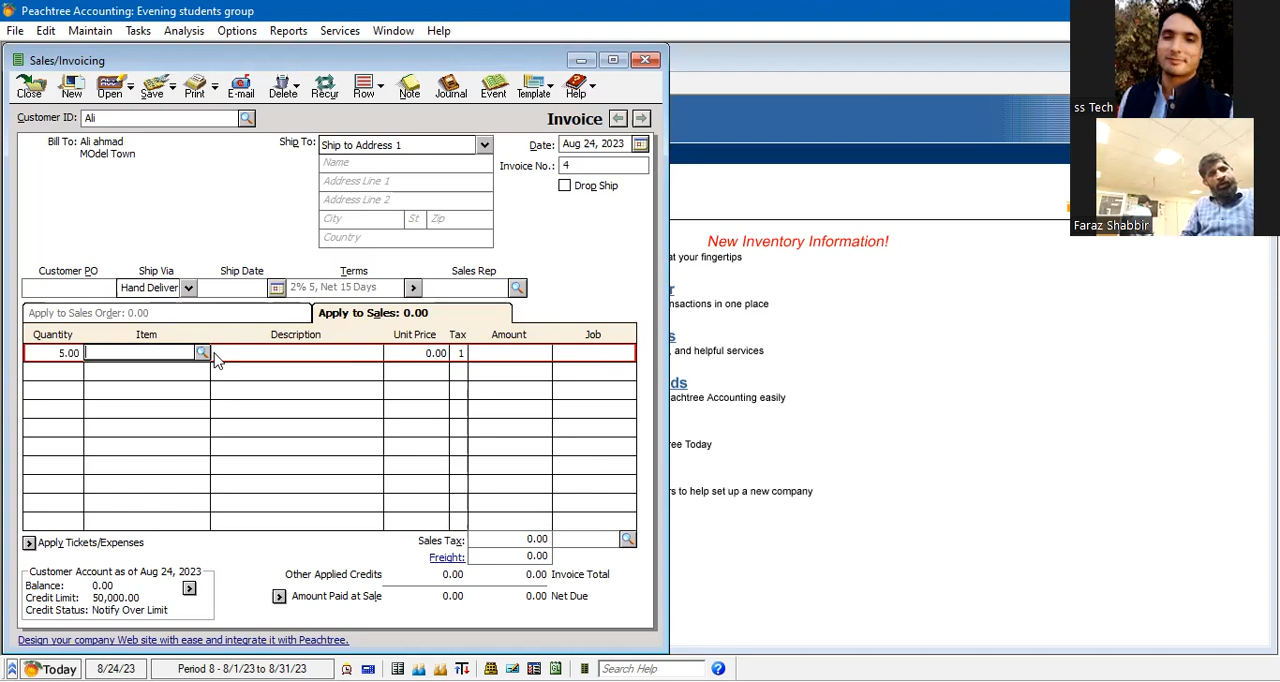 Peachtree Accounting: Evening students group
File Edit Maintain Tasks Analysis Options Reports Services Window Help
Sales/Invoicing
Close New Open Save Print E-mail Delete Recur Row Note Journal Event Template Help
ss Tech
Faraz Shabbir
Customer ID: Ali
Invoice
Bill To: Ali ahmad
MOdel Town
Ship To: Ship to Address 1
Name
Address Line 1
Address Line 2
City St Zip
Country
Date: Aug 24, 2023
Invoice No.: 4
Drop Ship
Customer PO Ship Via Ship Date Terms Sales Rep
Hand Deliver 2% 5, Net 15 Days
Apply to Sales Order: 0.00 Apply to Sales: 0.00
Quantity Item Description Unit Price Tax Amount Job
5.00 0.00 1
Apply Tickets/Expenses
Sales Tax: 0.00
Freight: 0.00
Other Applied Credits 0.00 0.00 Invoice Total
Amount Paid at Sale 0.00 0.00 Net Due
Customer Account as of Aug 24, 2023
Balance: 0.00
Credit Limit: 50,000.00
Credit Status: Notify Over Limit
Design your company Web site with ease and integrate it with Peachtree.
New Inventory Information!
at your fingertips
r
nsactions in one place
s
, and helpful services
ds
eachtree Accounting easily
ree Today
rs to help set up a new company
Today 8/24/23 Period 8 - 8/1/23 to 8/31/23 Search Help